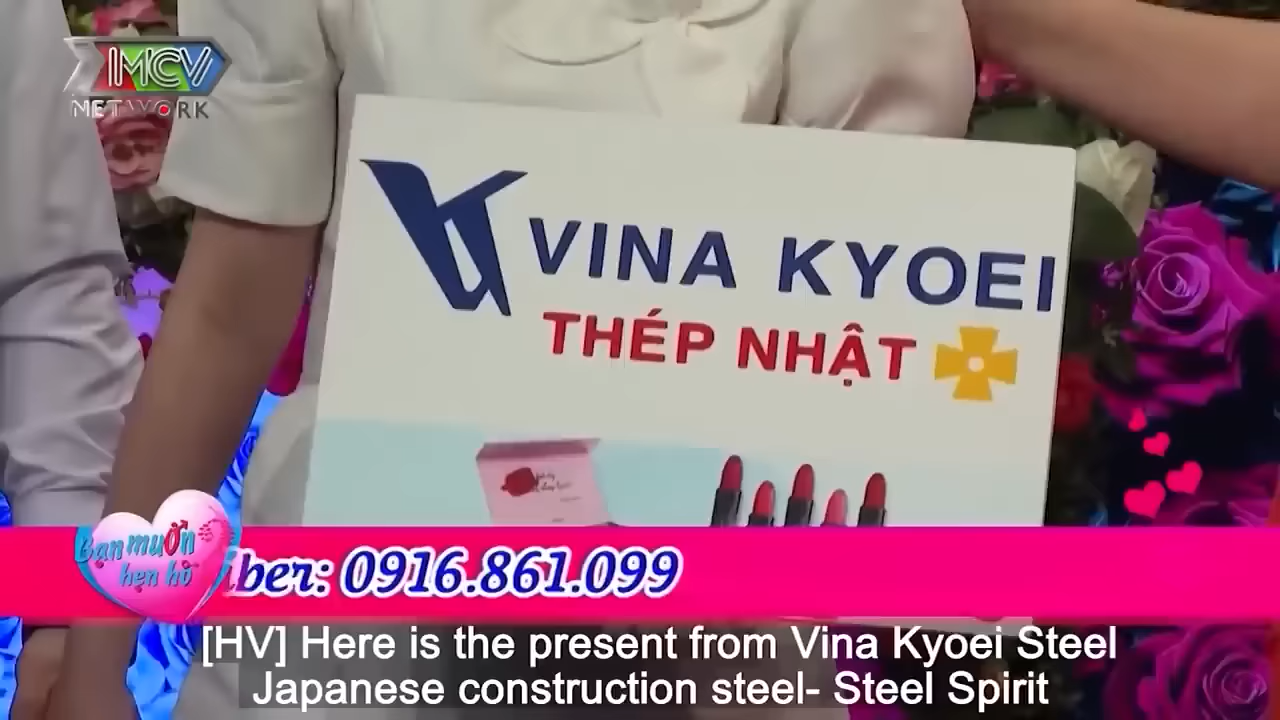 MCV
NETWORK
VINA KYOEI
THÉP NHẬT
Bạn muốn
hẹn hò
iber: 0916.861.099
[HV] Here is the present from Vina Kyoei Steel
Japanese construction steel- Steel Spirit